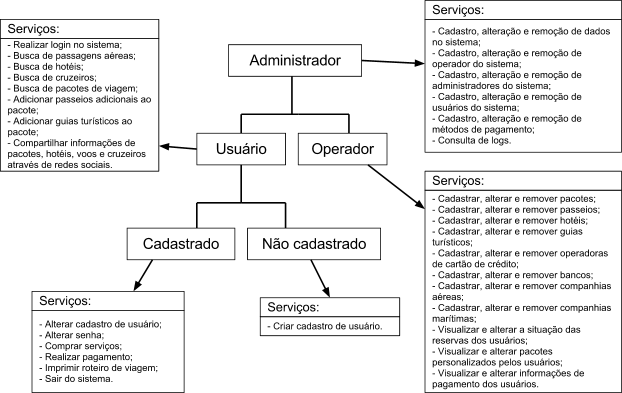 Serviços:
- Realizar login no sistema;
- Busca de passagens aéreas;
- Busca de hotéis;
- Busca de cruzeiros;
- Busca de pacotes de viagem;
- Adicionar passeios adicionais ao
pacote;
- Adicionar guias turísticos ao
pacote;
- Compartilhar informações de
pacotes, hotéis, voos e cruzeiros
através de redes sociais.
Administrador
Serviços:
- Cadastro, alteração e remoção de dados
no sistema;
- Cadastro, alteração e remoção de
operador do sistema;
- Cadastro, alteração e remoção de
administradores do sistema;
- Cadastro, alteração e remoção de
usuários do sistema;
- Cadastro, alteração e remoção de
métodos de pagamento;
- Consulta de logs.
Usuário
Operador
Serviços:
- Cadastrar, alterar e remover pacotes;
- Cadastrar, alterar e remover passeios;
- Cadastrar, alterar e remover hotéis;
- Cadastrar, alterar e remover guias
turísticos;
- Cadastrar, alterar e remover operadoras
de cartão de crédito;
- Cadastrar, alterar e remover bancos;
- Cadastrar, alterar e remover companhias
aéreas;
- Cadastrar, alterar e remover companhias
marítimas;
- Visualizar e alterar a situação das
reservas dos usuários;
- Visualizar e alterar pacotes
personalizados pelos usuários;
- Visualizar e alterar informações de
pagamento dos usuários.
Cadastrado
Não cadastrado
Serviços:
- Alterar cadastro de usuário;
- Alterar senha;
- Comprar serviços;
- Realizar pagamento;
- Imprimir roteiro de viagem;
- Sair do sistema.
Serviços:
- Criar cadastro de usuário.